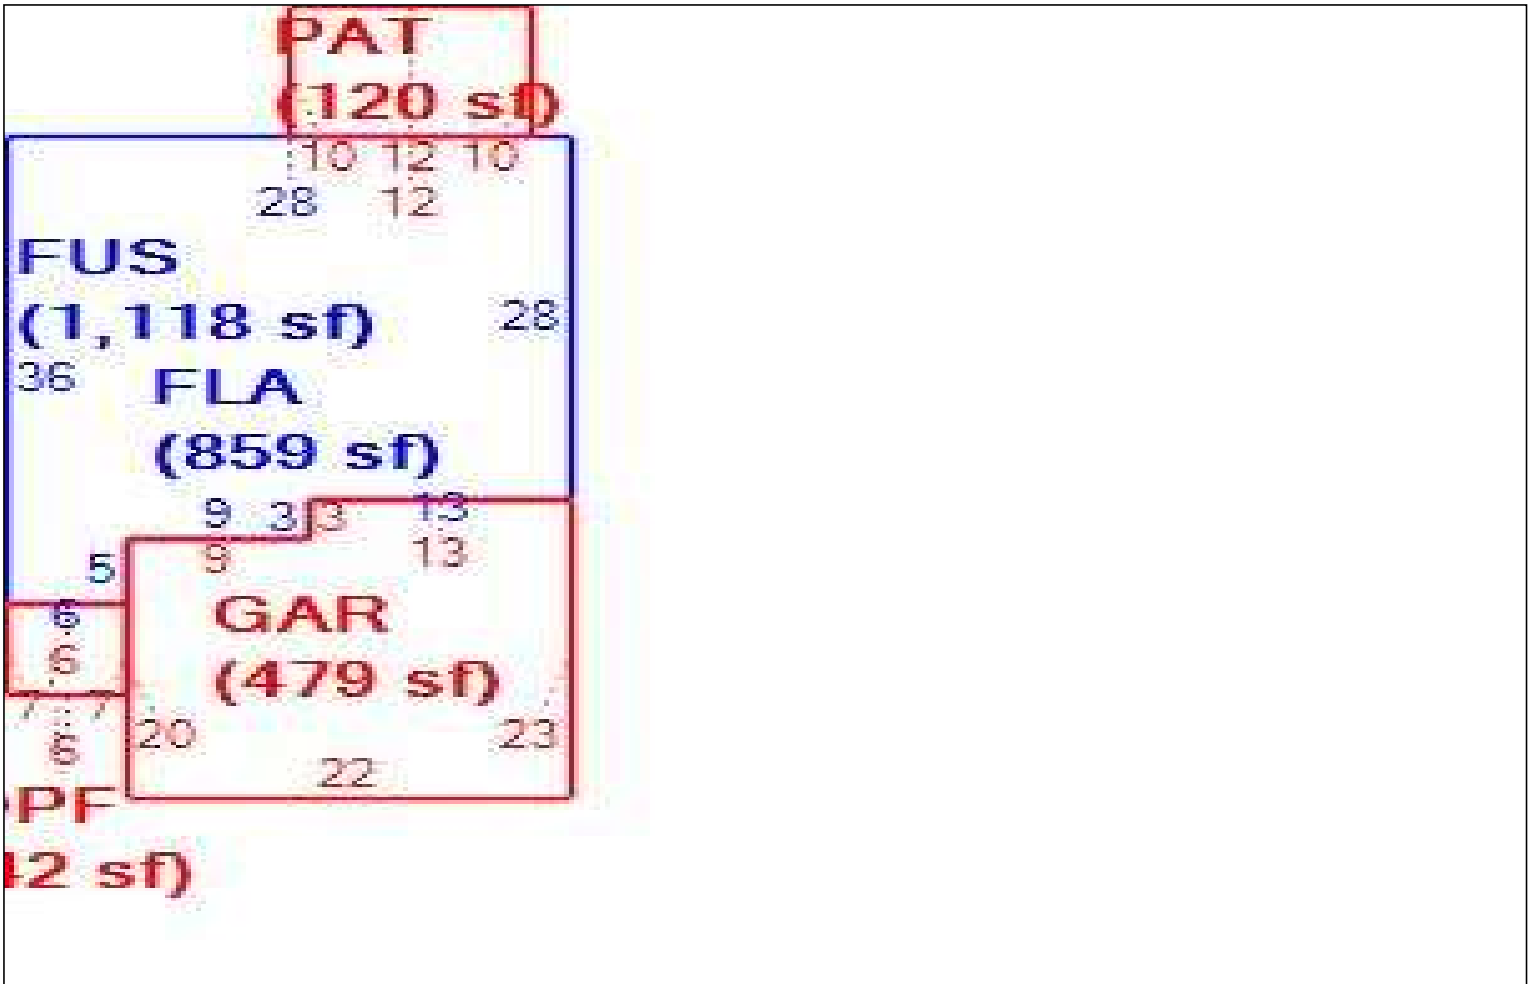 PAT
(120 sf)
10 12 10
28 12
FUS
(1,118 sf)
28
36 FLA
(859 sf)
9 3 3 13
5 9 13
6 GAR
6 (479 sf)
7 7
20 23
6 22
PF
42 sf)